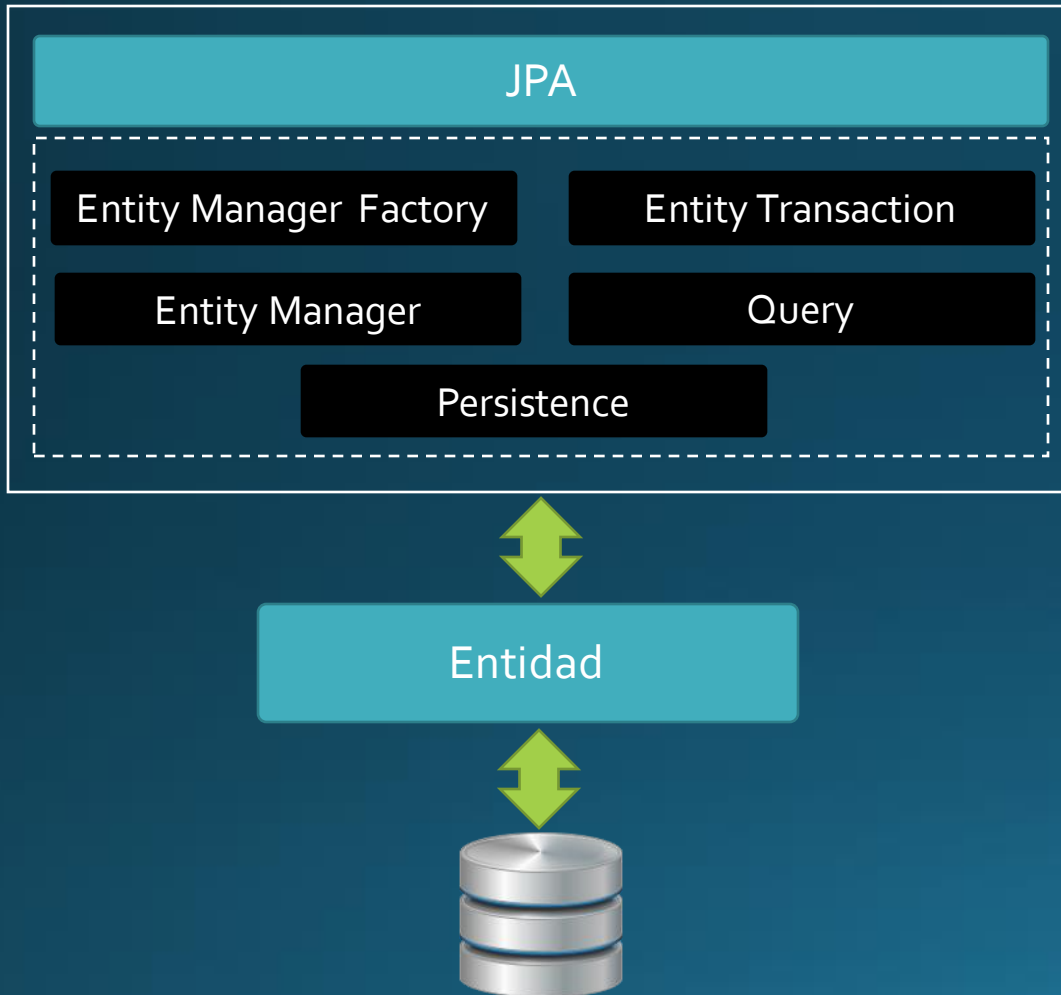 JPA
Entity Manager Factory
Entity Transaction
Entity Manager
Query
Persistence
Entidad